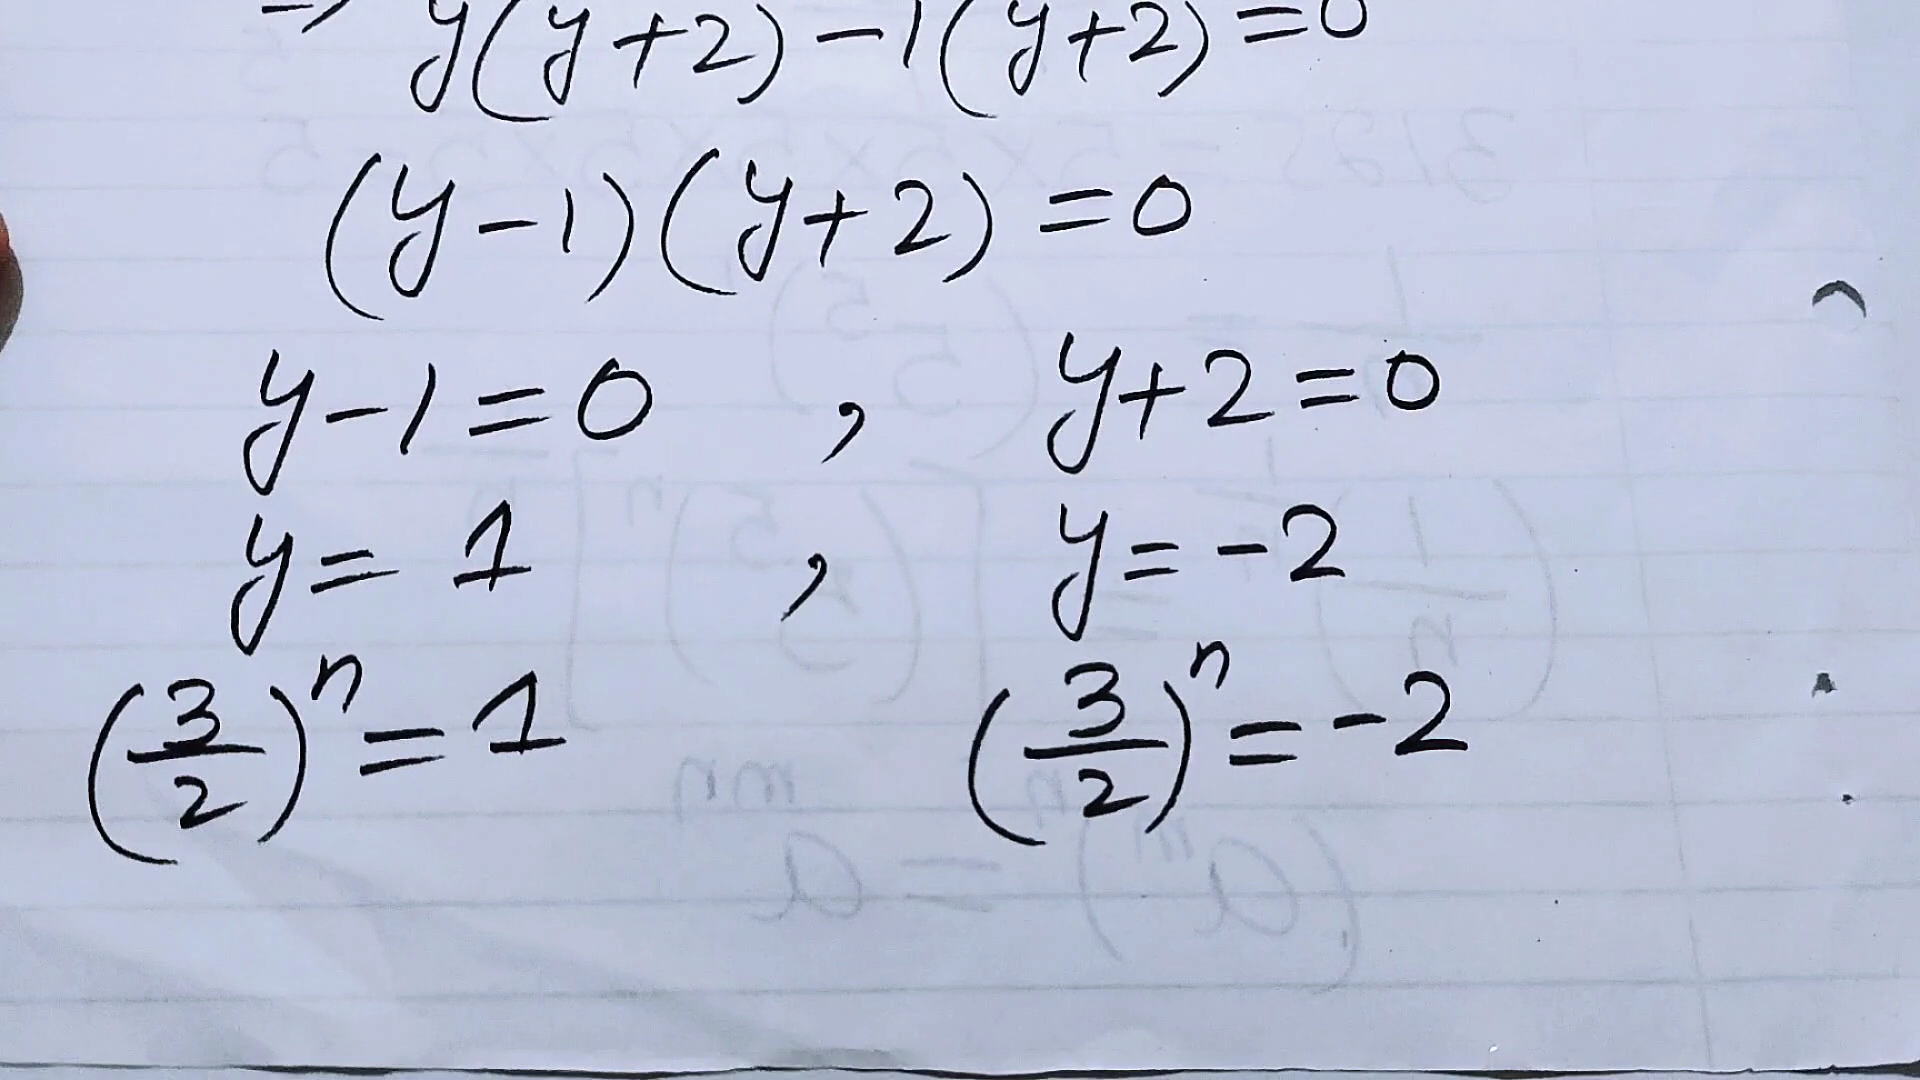 ⇒ y(y+2)-1(y+2)=0
(y-1)(y+2)=0
y-1=0 , y+2=0
y=1 , y=-2
(3/2)^n=1 (3/2)^n=-2